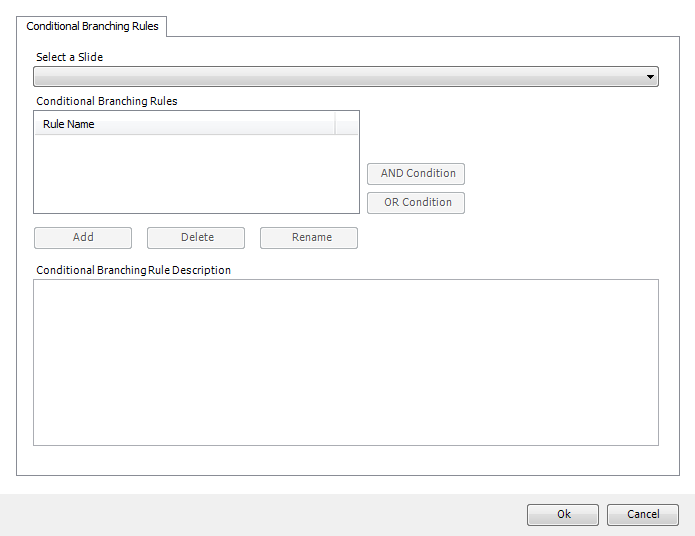 Conditional Branching Rules
Select a Slide
Conditional Branching Rules
Rule Name
AND Condition
OR Condition
Add Delete Rename
Conditional Branching Rule Description
Ok Cancel